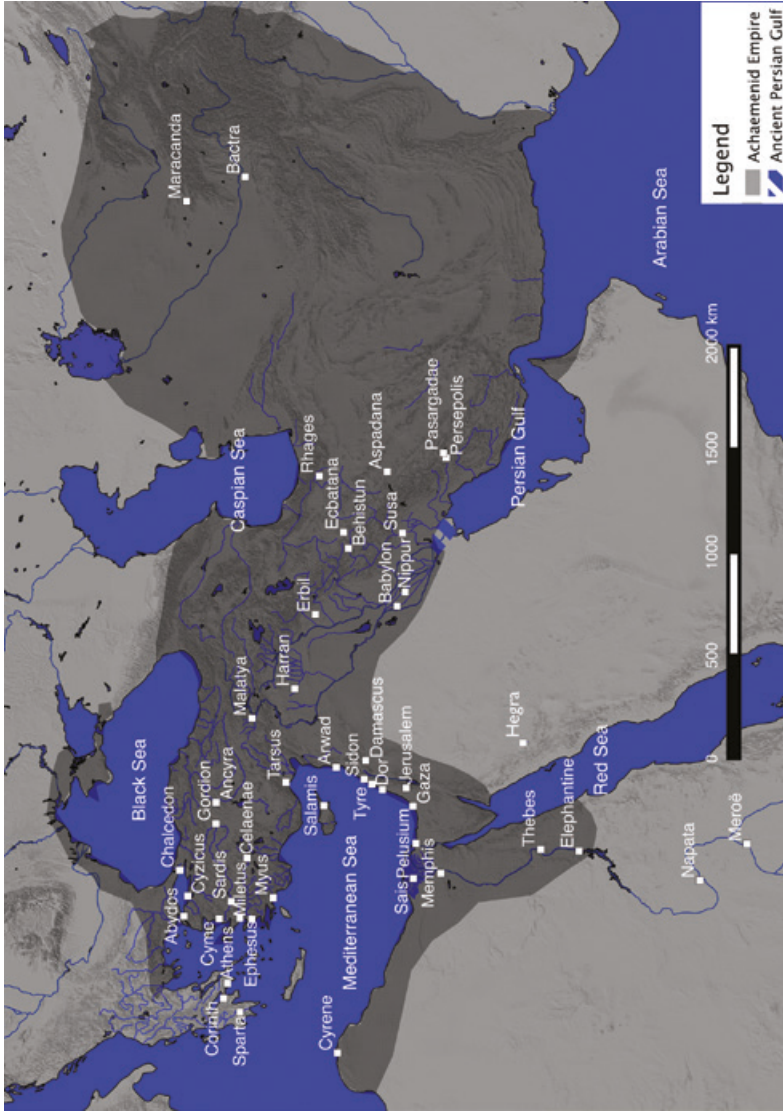 Black Sea
Caspian Sea
Maracanda
Bactra
Chalcedon
Abydos
Cyzicus
Gordion
Ancyra
Malatya
Cyme
Sardis
Corinth
Athens
Miletus
Celaenae
Sparta
Ephesus
Myus
Tarsus
Harran
Erbil
Rhages
Ecbatana
Behistun
Aspadana
Salamis
Arwad
Cyrene
Mediterranean Sea
Sidon
Damascus
Tyre
Dor
Jerusalem
Gaza
Babylon
Nippur
Susa
Pasargadae
Persepolis
Sais
Pelusium
Memphis
Persian Gulf
Hegra
Thebes
Elephantine
Red Sea
Napata
Meroë
Arabian Sea
0 500 1000 1500 2000 km
Legend
Achaemenid Empire
Ancient Persian Gulf